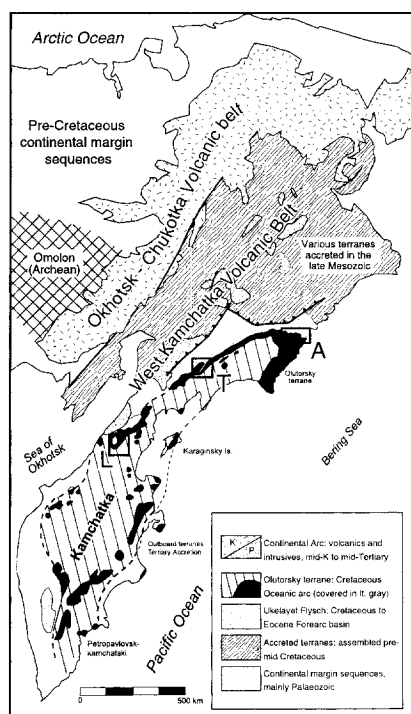 Arctic Ocean
Pre-Cretaceous
continental margin
sequences
Okhotsk - Chukotka Volcanic belt
Omolon
(Archean)
West Kamchatka Volcanic Belt
Various terranes
accreted in the
late Mesozoic
A
Olutorsky
terrane
T
Sea of
Okhotsk
L
Karaginsky Is.
Bering Sea
Kamchatka
Outboard terranes
Tertiary Accretion
Pacific Ocean
Petropavlovsk-
kamchatski
0
500 km
K
P
Continental Arc: volcanics and
intrusives, mid-K to mid-Tertiary
Olutorsky terrane: Cretaceous
Oceanic arc (covered in lt. gray)
Ukelayet Flysch: Cretaceous to
Eocene Forearc basin
Accreted terranes: assembled pre-
mid Cretaceous
Continental margin sequences,
mainly Palaeozoic